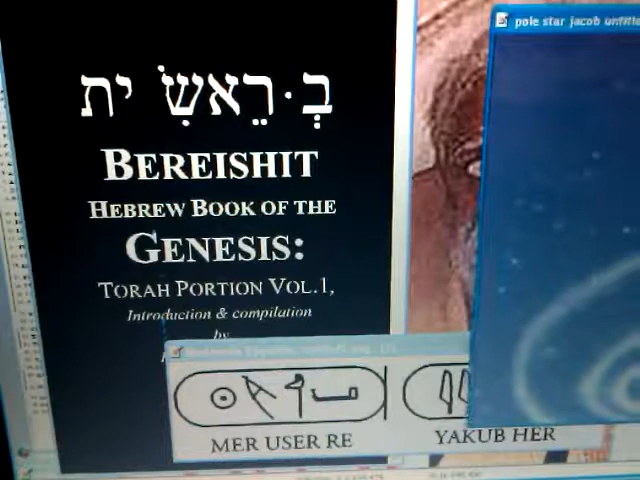 בְּ·רֵאשִׁ֖ ית
BEREISHIT
HEBREW BOOK OF THE
GENESIS:
TORAH PORTION VOL.1,
Introduction & compilation
by
pole star jacob
MER USER RE
YAKUB HER